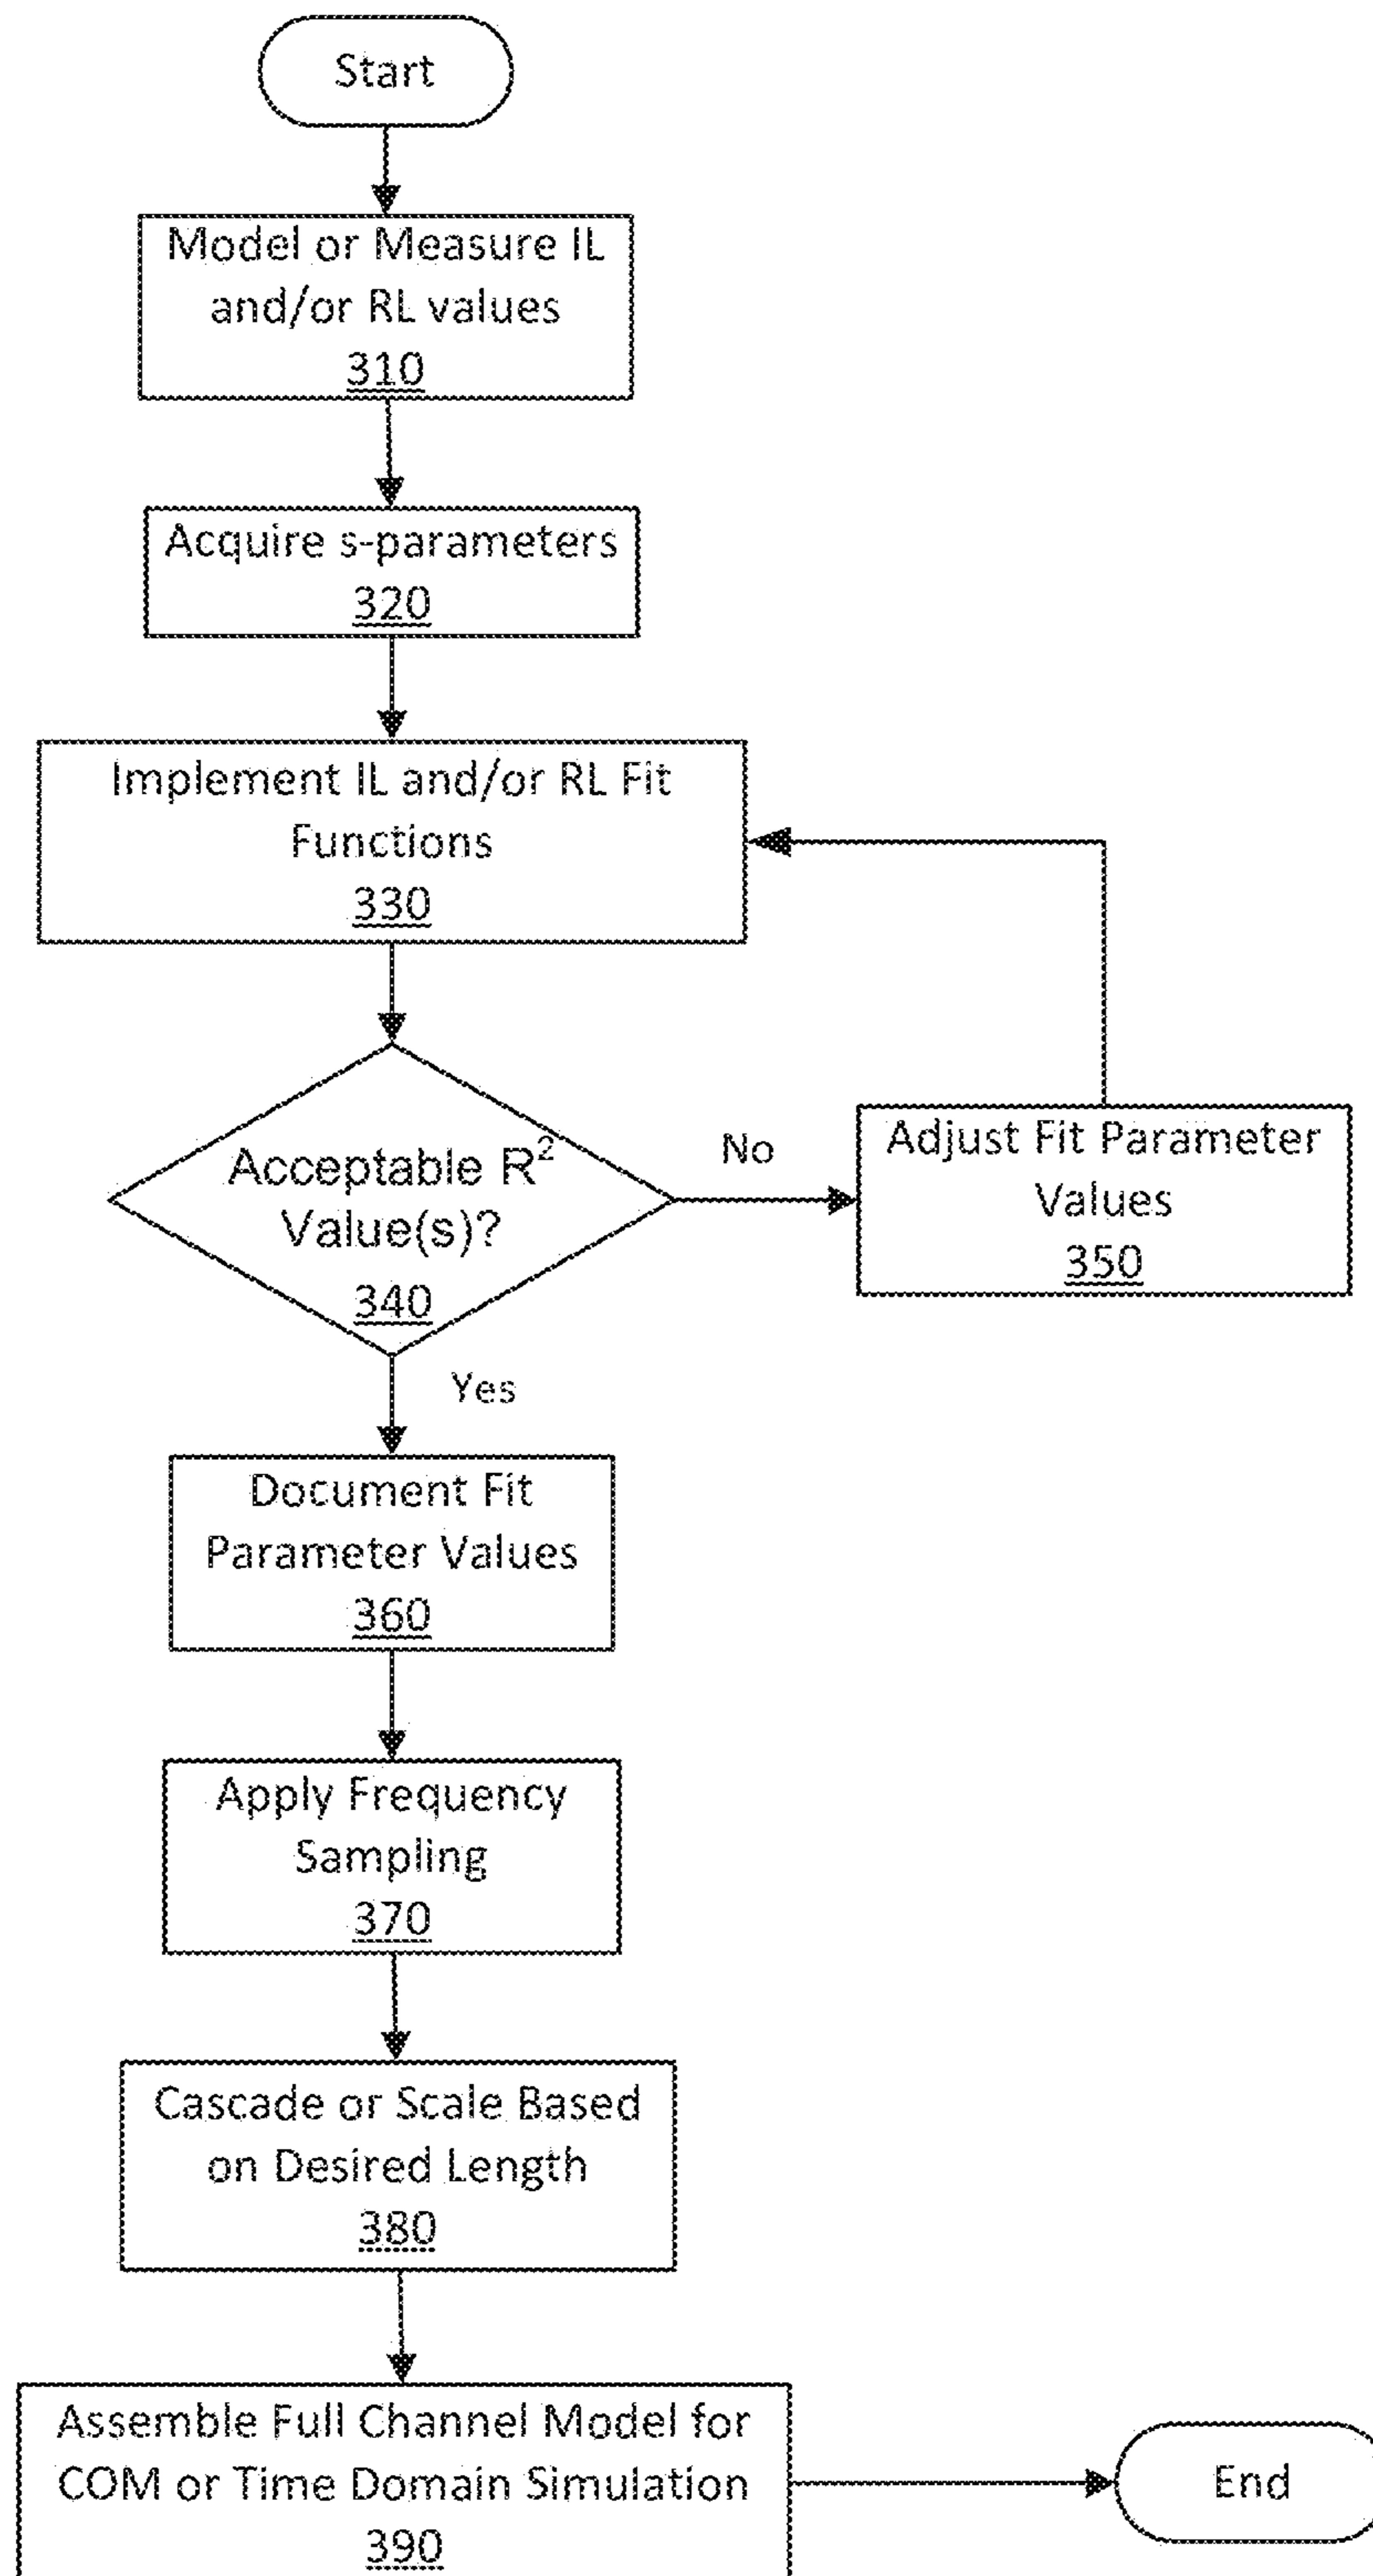 Start
Model or Measure IL
and/or RL values
310
Acquire s-parameters
320
Implement IL and/or RL Fit
Functions
330
Acceptable R²
Value(s)?
340
No
Adjust Fit Parameter
Values
350
Yes
Document Fit
Parameter Values
360
Apply Frequency
Sampling
370
Cascade or Scale Based
on Desired Length
380
Assemble Full Channel Model for
COM or Time Domain Simulation
390
End